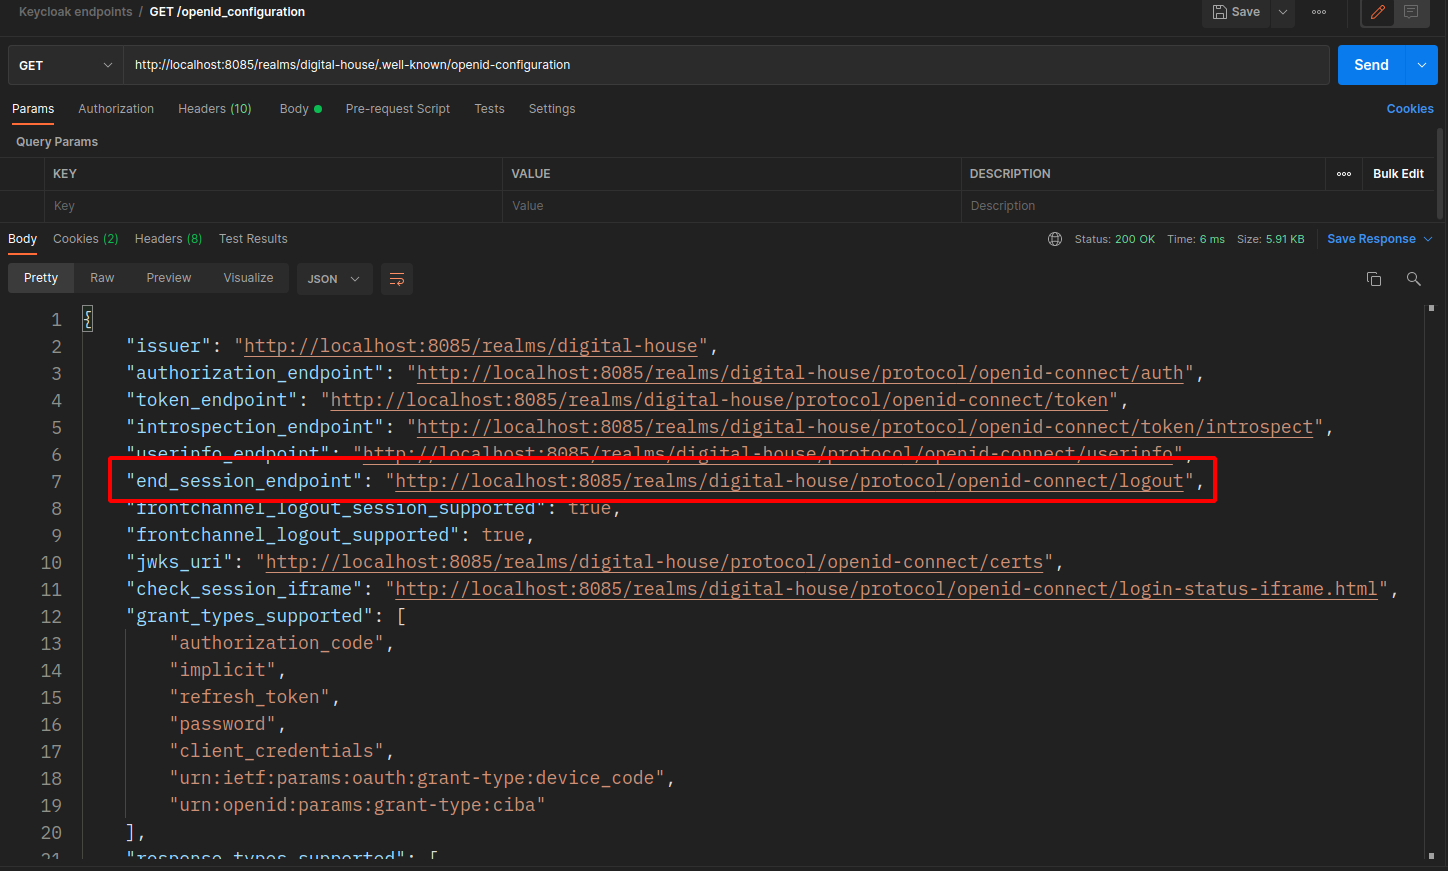 Keycloak endpoints / GET /openid_configuration
Save
GET http://localhost:8085/realms/digital-house/.well-known/openid-configuration Send
Params Authorization Headers (10) Body Pre-request Script Tests Settings Cookies
Query Params
KEY VALUE DESCRIPTION Bulk Edit
Key Value Description
Body Cookies (2) Headers (8) Test Results Status: 200 OK Time: 6 ms Size: 5.91 KB Save Response
Pretty Raw Preview Visualize JSON
1 {
2 "issuer": "http://localhost:8085/realms/digital-house",
3 "authorization_endpoint": "http://localhost:8085/realms/digital-house/protocol/openid-connect/auth",
4 "token_endpoint": "http://localhost:8085/realms/digital-house/protocol/openid-connect/token",
5 "introspection_endpoint": "http://localhost:8085/realms/digital-house/protocol/openid-connect/token/introspect",
6 "userinfo_endpoint": "http://localhost:8085/realms/digital-house/protocol/openid-connect/userinfo",
7 "end_session_endpoint": "http://localhost:8085/realms/digital-house/protocol/openid-connect/logout",
8 "frontchannel_logout_session_supported": true,
9 "frontchannel_logout_supported": true,
10 "jwks_uri": "http://localhost:8085/realms/digital-house/protocol/openid-connect/certs",
11 "check_session_iframe": "http://localhost:8085/realms/digital-house/protocol/openid-connect/login-status-iframe.html",
12 "grant_types_supported": [
13 "authorization_code",
14 "implicit",
15 "refresh_token",
16 "password",
17 "client_credentials",
18 "urn:ietf:params:oauth:grant-type:device_code",
19 "urn:openid:params:grant-type:ciba"
20 ],
21 "response_types_supported": [